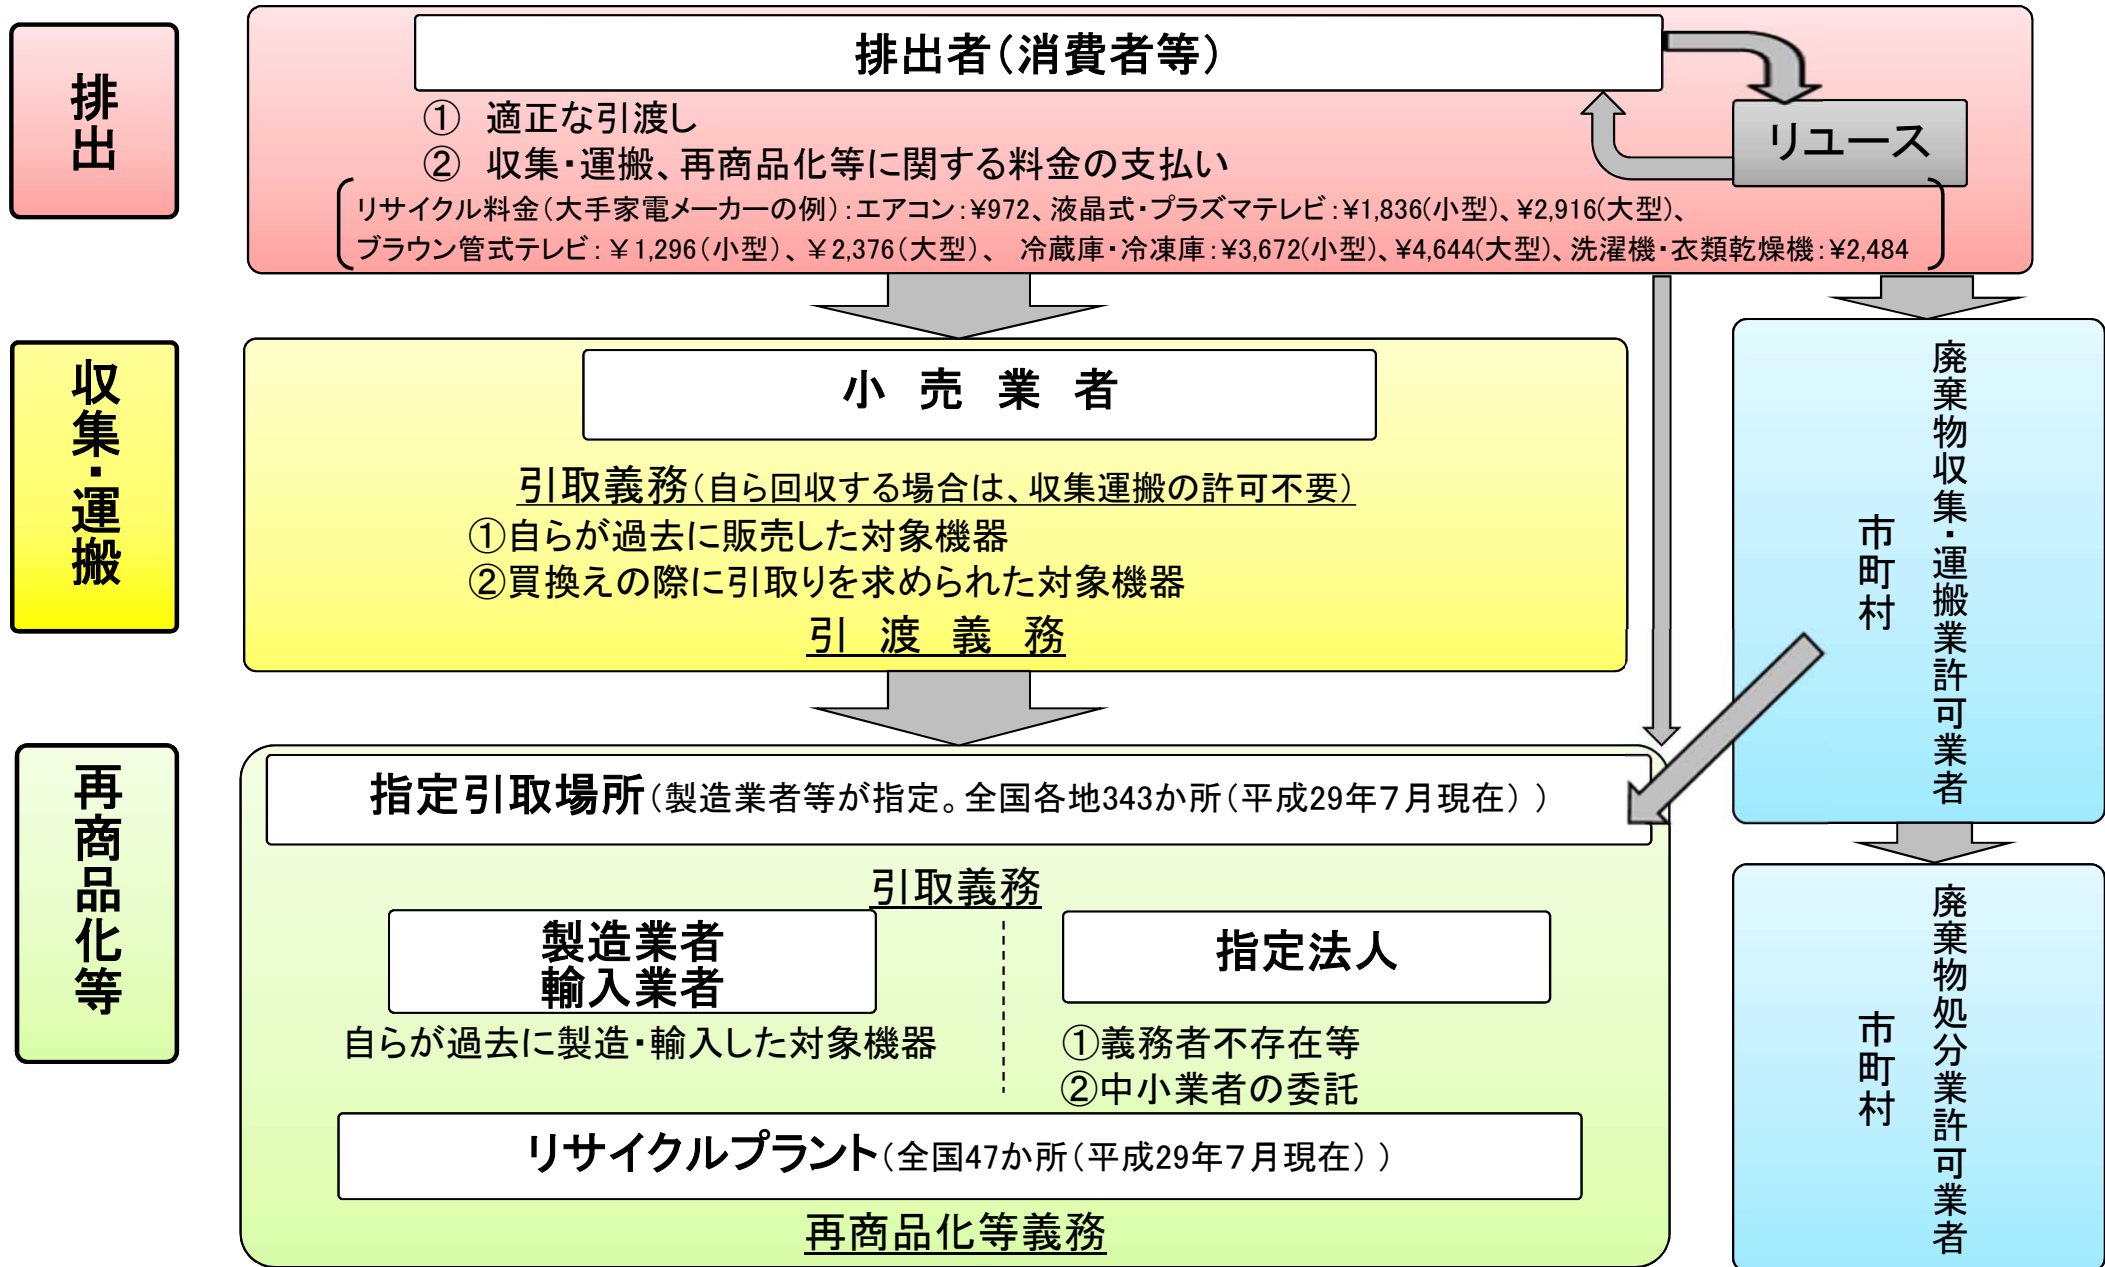 排出
排出者（消費者等）
リユース
① 適正な引渡し
② 収集・運搬、再商品化等に関する料金の支払い
リサイクル料金（大手家電メーカーの例）：エアコン：¥972、液晶式・プラズマテレビ：¥1,836(小型)、¥2,916(大型)、
ブラウン管式テレビ：￥1,296（小型）、￥2,376（大型）、 冷蔵庫・冷凍庫：¥3,672(小型)、¥4,644(大型)、洗濯機・衣類乾燥機：¥2,484
収集・運搬
小売業者
引取義務（自ら回収する場合は、収集運搬の許可不要）
①自らが過去に販売した対象機器
②買換えの際に引取りを求められた対象機器
引渡義務
廃棄物収集・運搬業許可業者
市町村
再商品化等
指定引取場所（製造業者等が指定。全国各地343か所（平成29年７月現在））
引取義務
製造業者
輸入業者
自らが過去に製造・輸入した対象機器
指定法人
①義務者不存在等
②中小業者の委託
リサイクルプラント（全国47か所（平成29年７月現在））
再商品化等義務
廃棄物処分業許可業者
市町村